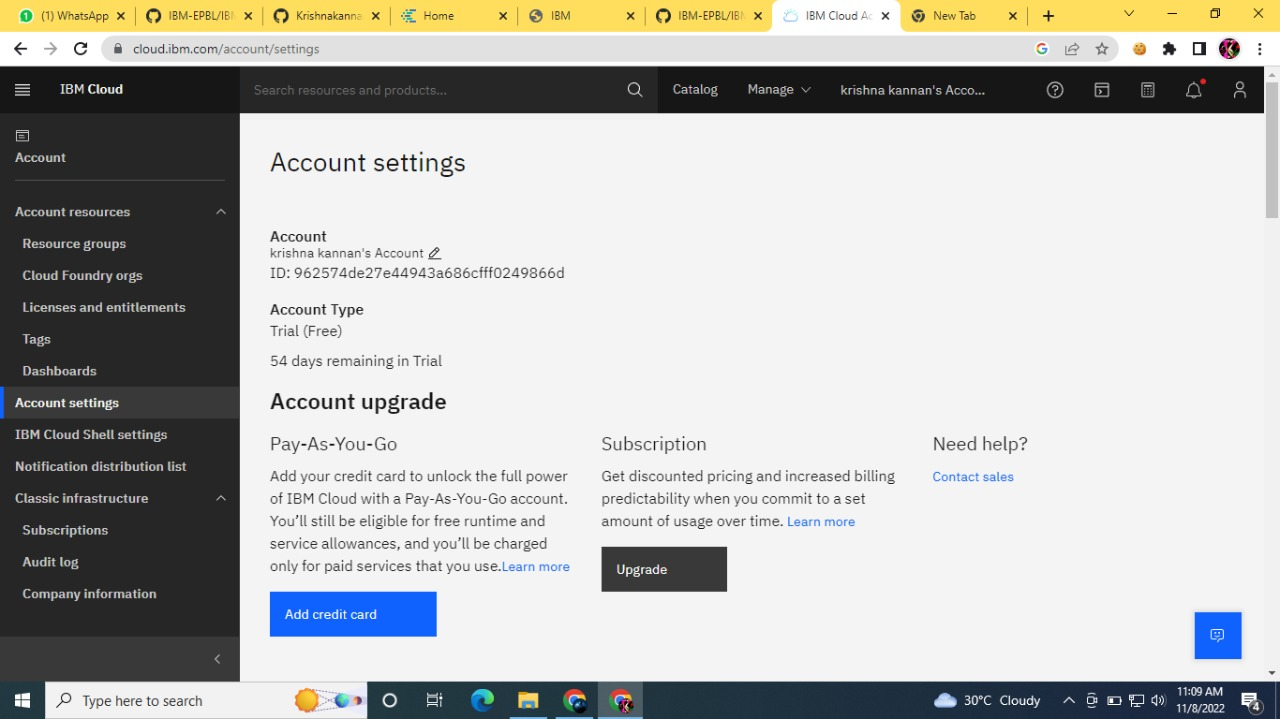 (1) WhatsApp
IBM-EPBL/IBM
Krishnakanna
Home
IBM
IBM-EPBL/IBM
IBM Cloud Ac
New Tab
cloud.ibm.com/account/settings
IBM Cloud
Search resources and products...
Catalog
Manage
krishna kannan's Acco...
Account
Account resources
Resource groups
Cloud Foundry orgs
Licenses and entitlements
Tags
Dashboards
Account settings
IBM Cloud Shell settings
Notification distribution list
Classic infrastructure
Subscriptions
Audit log
Company information
Account settings
Account
krishna kannan's Account
ID: 962574de27e44943a686cfff0249866d
Account Type
Trial (Free)
54 days remaining in Trial
Account upgrade
Pay-As-You-Go
Add your credit card to unlock the full power
of IBM Cloud with a Pay-As-You-Go account.
You’ll still be eligible for free runtime and
service allowances, and you’ll be charged
only for paid services that you use.Learn more
Add credit card
Subscription
Get discounted pricing and increased billing
predictability when you commit to a set
amount of usage over time. Learn more
Upgrade
Need help?
Contact sales
Type here to search
30°C Cloudy
11:09 AM
11/8/2022
4